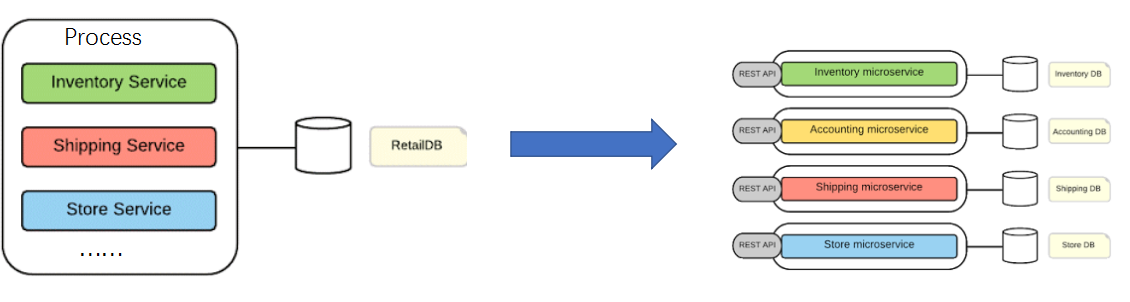 Process
Inventory Service
Shipping Service
Store Service
......
RetailDB
REST API
Inventory microservice
Inventory DB
REST API
Accounting microservice
Accounting DB
REST API
Shipping microservice
Shipping DB
REST API
Store microservice
Store DB